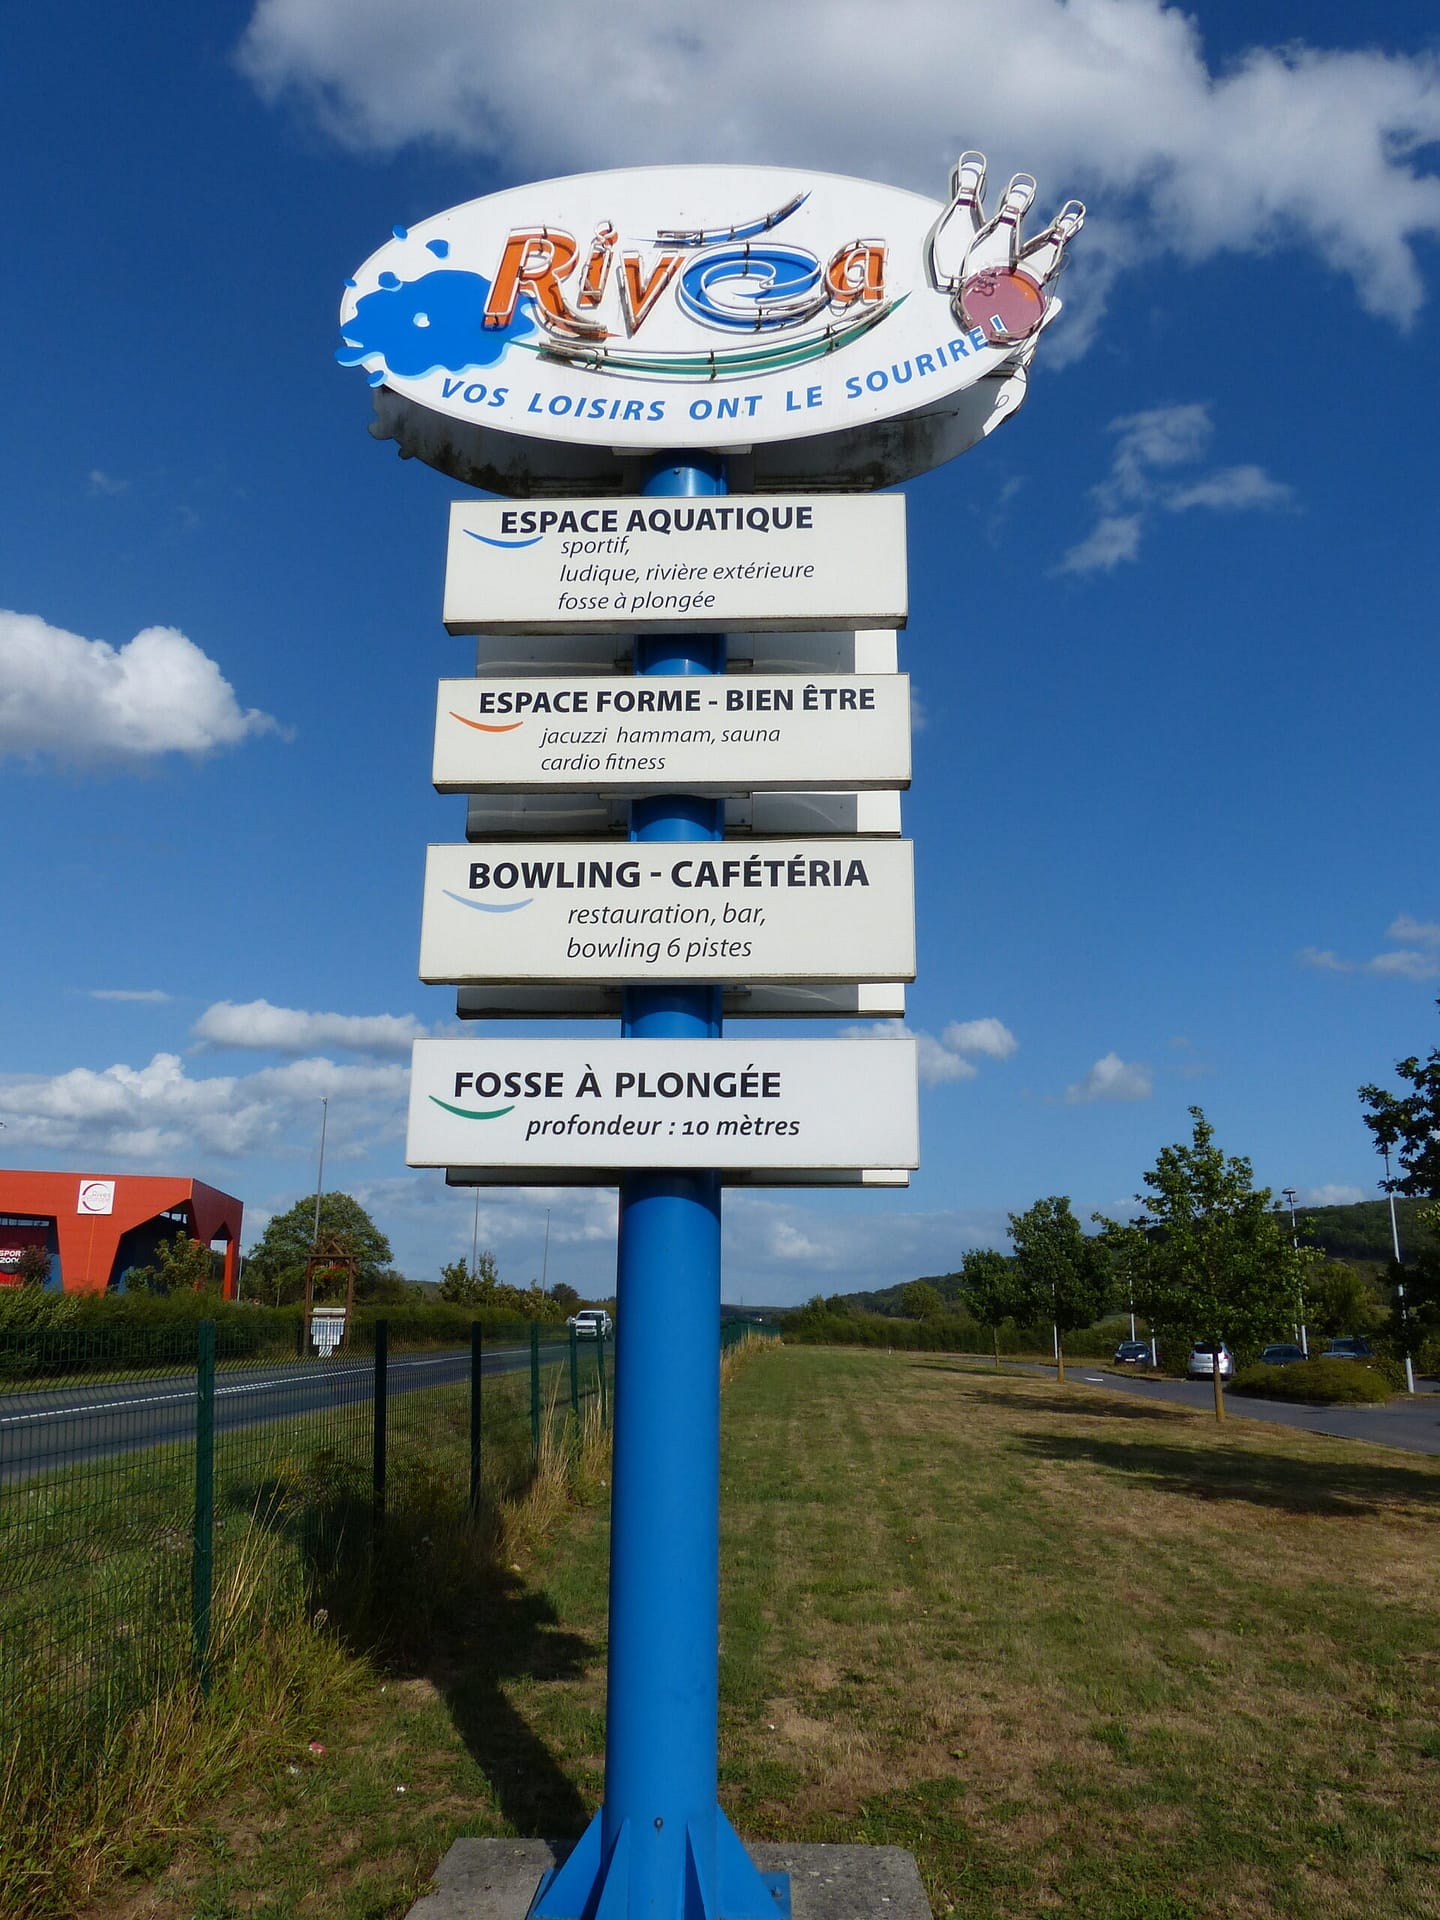 Rivéa
VOS LOISIRS ONT LE SOURIRE !
ESPACE AQUATIQUE
sportif,
ludique, rivière extérieure
fosse à plongée
ESPACE FORME - BIEN ÊTRE
jacuzzi hammam, sauna
cardio fitness
BOWLING - CAFÉTÉRIA
restauration, bar,
bowling 6 pistes
FOSSE À PLONGÉE
profondeur : 10 mètres